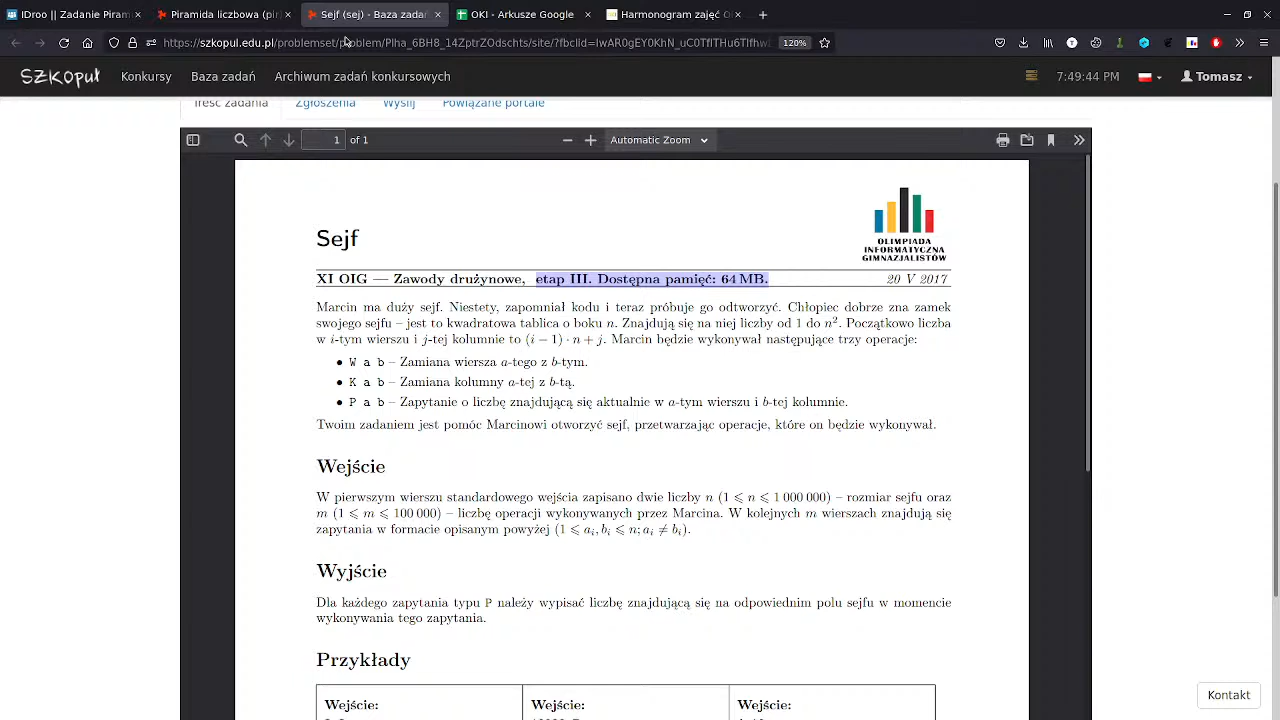 IDroo || Zadanie Piram
Piramida liczbowa (pir
Sejf (sej) - Baza zadań
OKI - Arkusze Google
Harmonogram zajęć O
https://szkopul.edu.pl/problemset/problem/Plha_6BH8_14ZptrZOdschts/site/?fbclid=IwAR0gEY0KhN_uC0TflTHu6TIfhw
120%
Szkopuł
Konkursy
Baza zadań
Archiwum zadań konkursowych
7:49:44 PM
Tomasz
Treść zadania
Zgłoszenia
Wyślij
Powiązane portale
1
of 1
Automatic Zoom
OLIMPIADA
INFORMATYCZNA
GIMNAZJALISTÓW
Sejf
XI OIG — Zawody drużynowe, etap III. Dostępna pamięć: 64 MB. 20 V 2017
Marcin ma duży sejf. Niestety, zapomniał kodu i teraz próbuje go odtworzyć. Chłopiec dobrze zna zamek
swojego sejfu – jest to kwadratowa tablica o boku n. Znajdują się na niej liczby od 1 do n². Początkowo liczba
w i-tym wierszu i j-tej kolumnie to (i − 1) · n + j. Marcin będzie wykonywał następujące trzy operacje:
• W a b – Zamiana wiersza a-tego z b-tym.
• K a b – Zamiana kolumny a-tej z b-tą.
• P a b – Zapytanie o liczbę znajdującą się aktualnie w a-tym wierszu i b-tej kolumnie.
Twoim zadaniem jest pomóc Marcinowi otworzyć sejf, przetwarzając operacje, które on będzie wykonywał.
Wejście
W pierwszym wierszu standardowego wejścia zapisano dwie liczby n (1 ⩽ n ⩽ 1 000 000) – rozmiar sejfu oraz
m (1 ⩽ m ⩽ 100 000) – liczbę operacji wykonywanych przez Marcina. W kolejnych m wierszach znajdują się
zapytania w formacie opisanym powyżej (1 ⩽ aᵢ, bᵢ ⩽ n; aᵢ ≠ bᵢ).
Wyjście
Dla każdego zapytania typu P należy wypisać liczbę znajdującą się na odpowiednim polu sejfu w momencie
wykonywania tego zapytania.
Przykłady
Wejście:
Wejście:
Wejście:
Kontakt